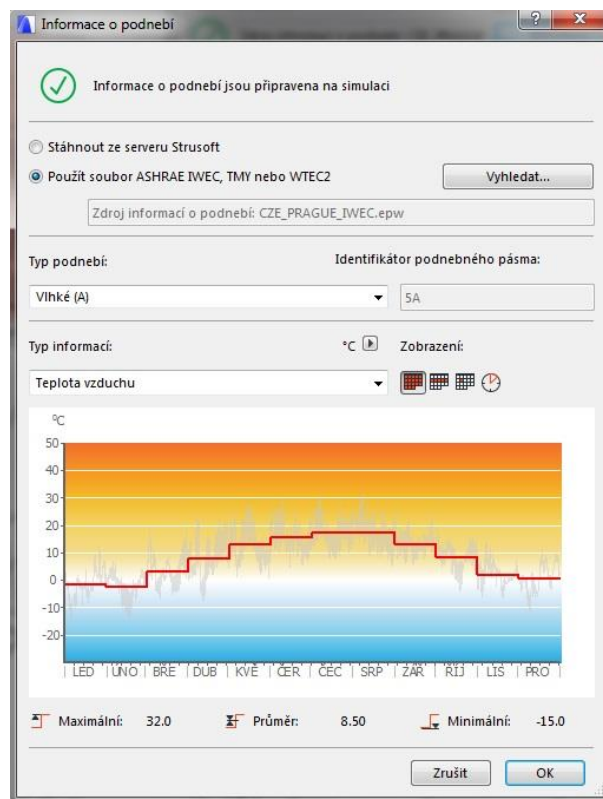 Informace o podnebí
Informace o podnebí jsou připravena na simulaci
Stáhnout ze serveru Strusoft
Použít soubor ASHRAE IWEC, TMY nebo WTEC2
Vyhledat...
Zdroj informací o podnebí: CZE_PRAGUE_IWEC.epw
Typ podnebí: Identifikátor podnebného pásma:
Vlhké (A) 5A
Typ informací: °C Zobrazení:
Teplota vzduchu
°C
50
40
30
20
10
0
-10
-20
LED ÚNO BŘE DUB KVĚ ČER ČEC SRP ZÁŘ ŘÍJ LIS PRO
Maximální: 32.0 Průměr: 8.50 Minimální: -15.0
Zrušit OK